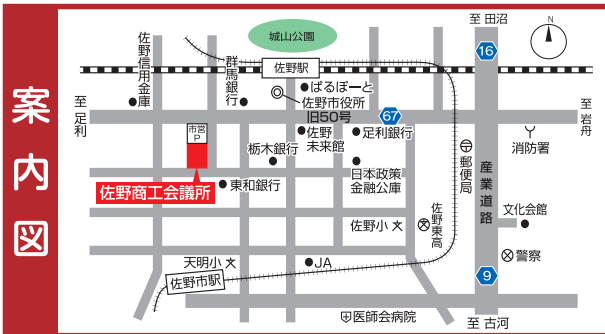 案内図
至 田沼
N
城山公園
16
佐野駅
佐野信用金庫
群馬銀行
ぱるぽーと
佐野市役所
至 足利
旧50号
67
至 岩舟
市営
P
佐野
未来館
足利銀行
消防署
栃木銀行
郵便局
産業道路
日本政策
金融公庫
佐野商工会議所
東和銀行
佐野東高
文化会館
佐野小
文
天明小
文
JA
警察
佐野市駅
9
医師会病院
至 古河